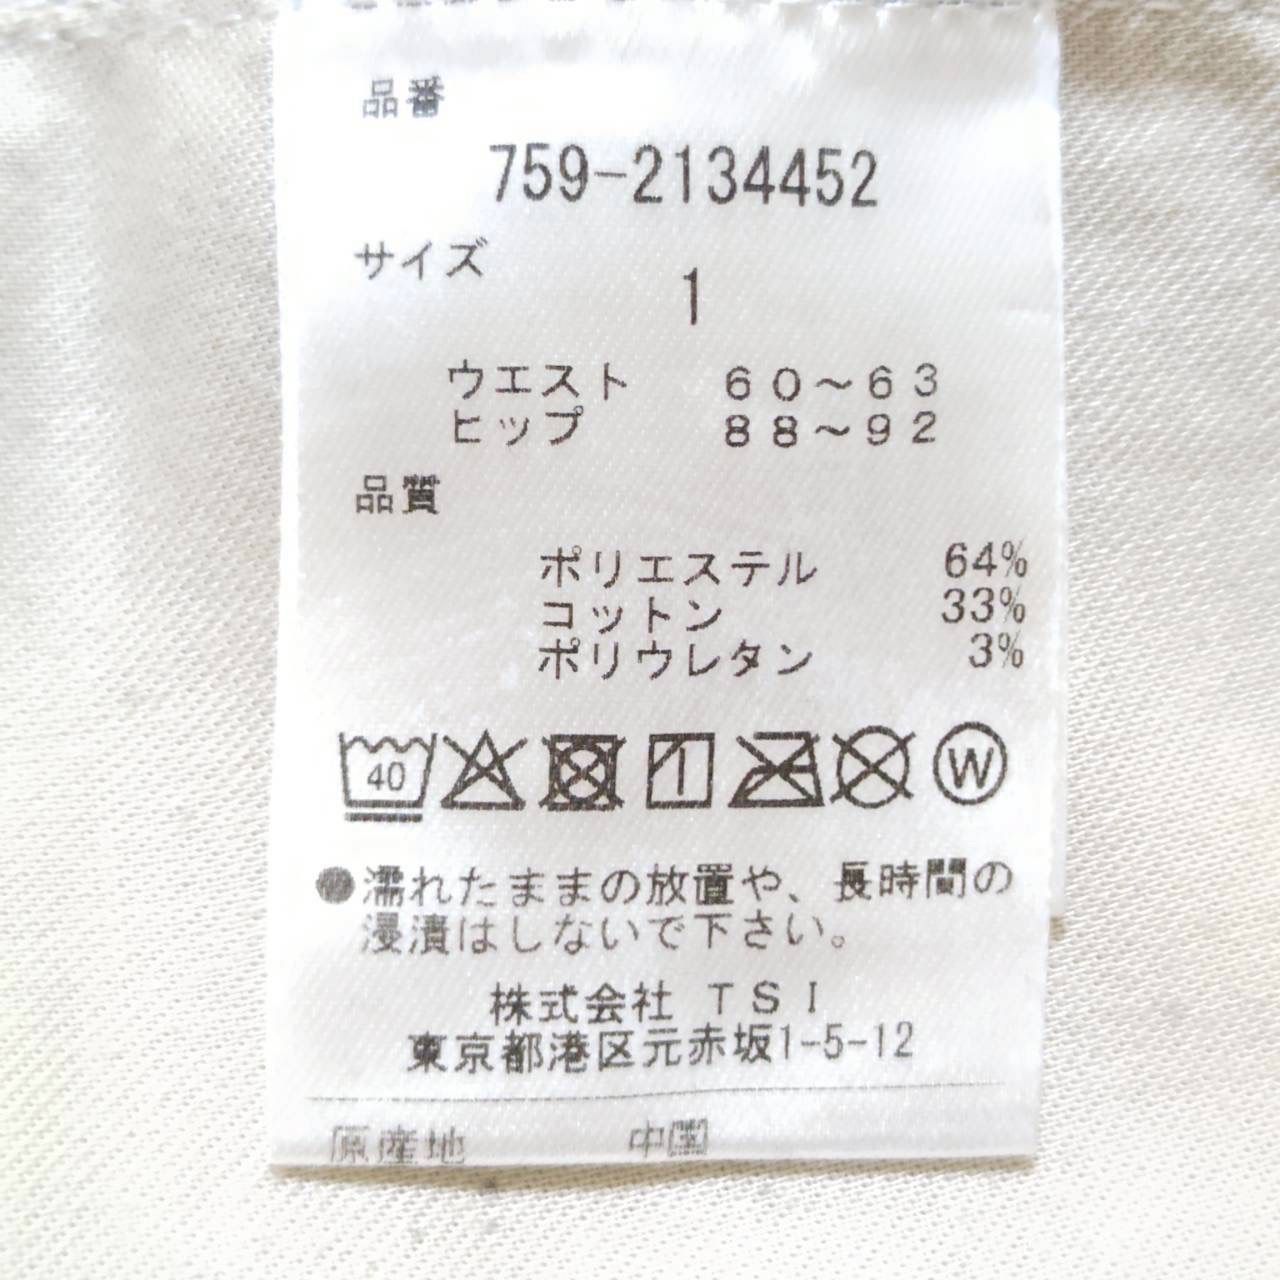 品番
759-2134452
サイズ
1
ウエスト 60～63
ヒップ 88～92
品質
ポリエステル 64%
コットン 33%
ポリウレタン 3%
40 W
●濡れたままの放置や、長時間の
浸漬はしないで下さい。
株式会社 TSI
東京都港区元赤坂1-5-12
原産地 中国